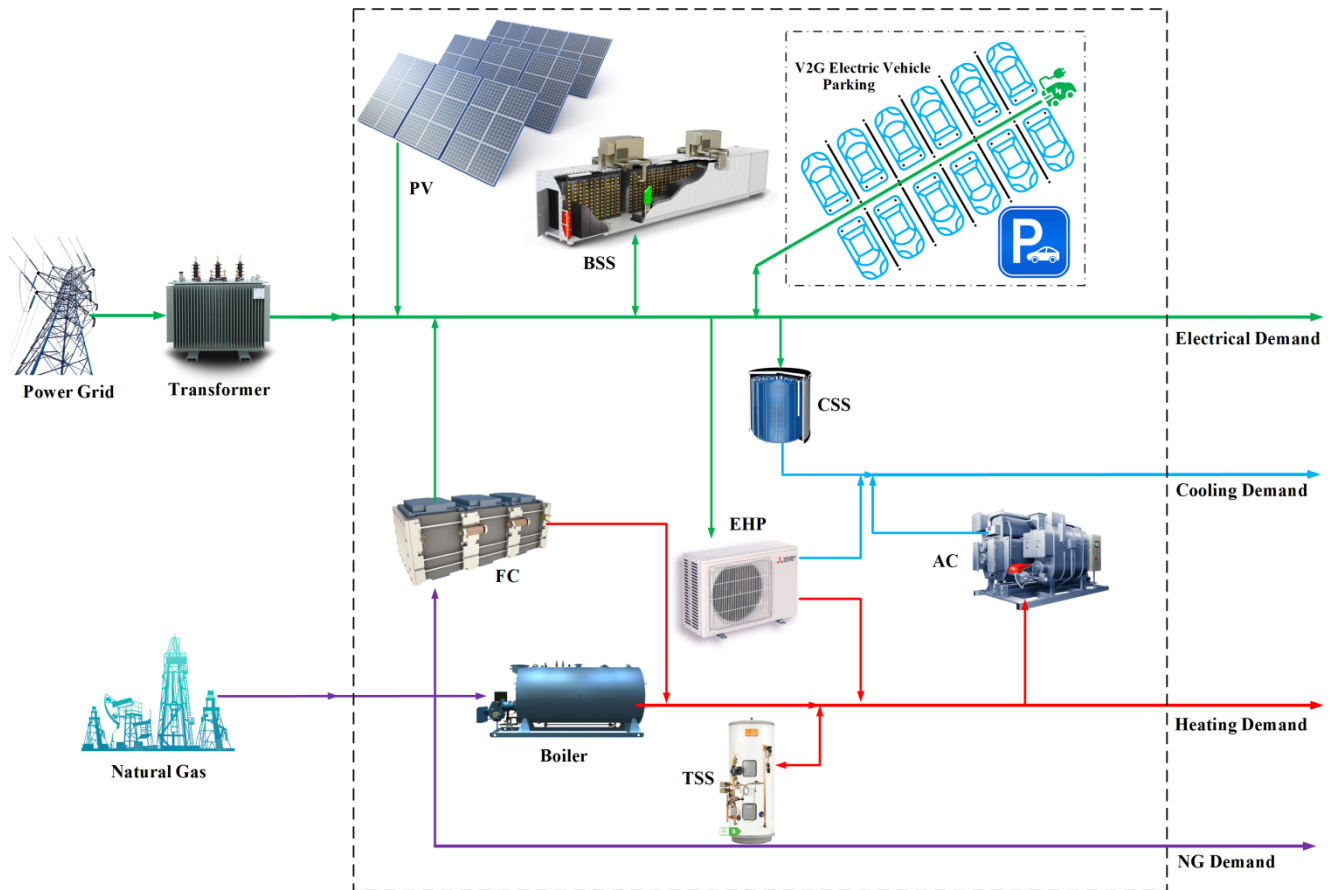 V2G Electric Vehicle
Parking
PV
BSS
P
Electrical Demand
Power Grid
Transformer
CSS
Cooling Demand
EHP
AC
FC
Boiler
Heating Demand
Natural Gas
TSS
NG Demand